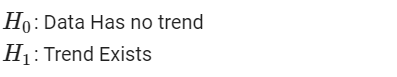 H₀: Data Has no trend
H₁: Trend Exists